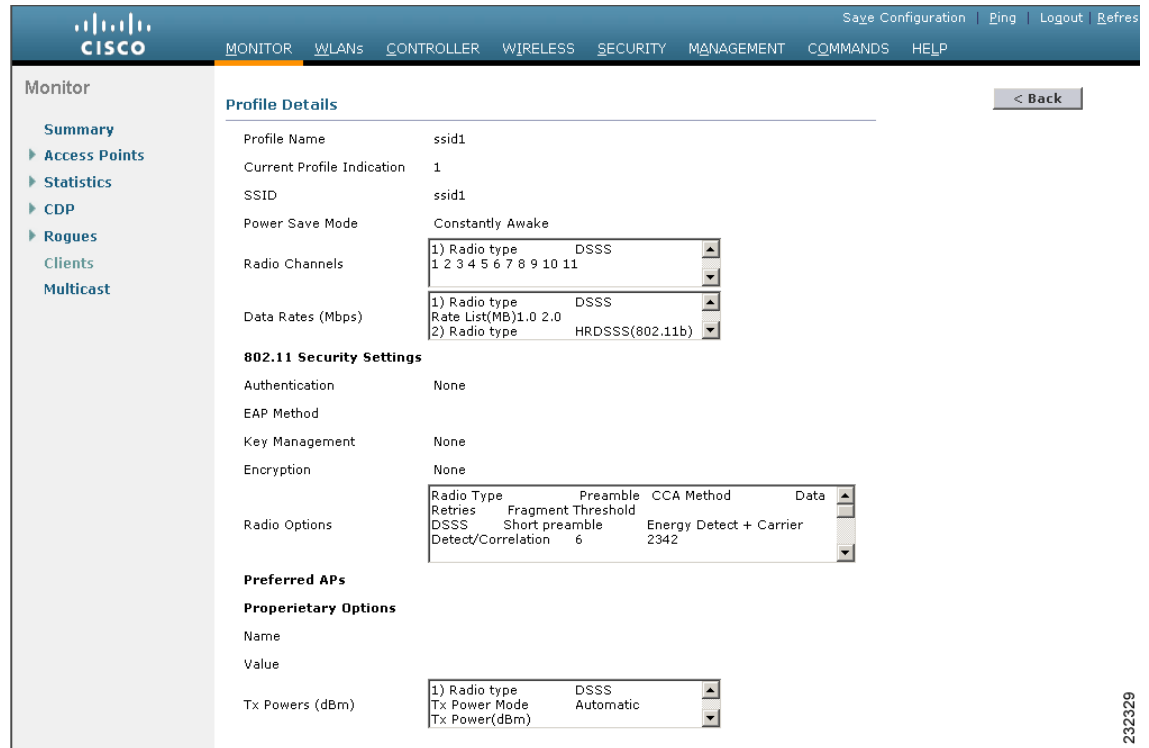 Save Configuration | Ping | Logout | Refres
CISCO
MONITOR WLANs CONTROLLER WIRELESS SECURITY MANAGEMENT COMMANDS HELP
Monitor
Summary
Access Points
Statistics
CDP
Rogues
Clients
Multicast
Profile Details
< Back
Profile Name ssid1
Current Profile Indication 1
SSID ssid1
Power Save Mode Constantly Awake
Radio Channels
1) Radio type DSSS
1 2 3 4 5 6 7 8 9 10 11
Data Rates (Mbps)
1) Radio type DSSS
Rate List(MB)1.0 2.0
2) Radio type HRDSSS(802.11b)
802.11 Security Settings
Authentication None
EAP Method
Key Management None
Encryption None
Radio Options
Radio Type Preamble CCA Method Data
Retries Fragment Threshold
DSSS Short preamble Energy Detect + Carrier
Detect/Correlation 6 2342
Preferred APs
Properietary Options
Name
Value
Tx Powers (dBm)
1) Radio type DSSS
Tx Power Mode Automatic
Tx Power(dBm)
232329